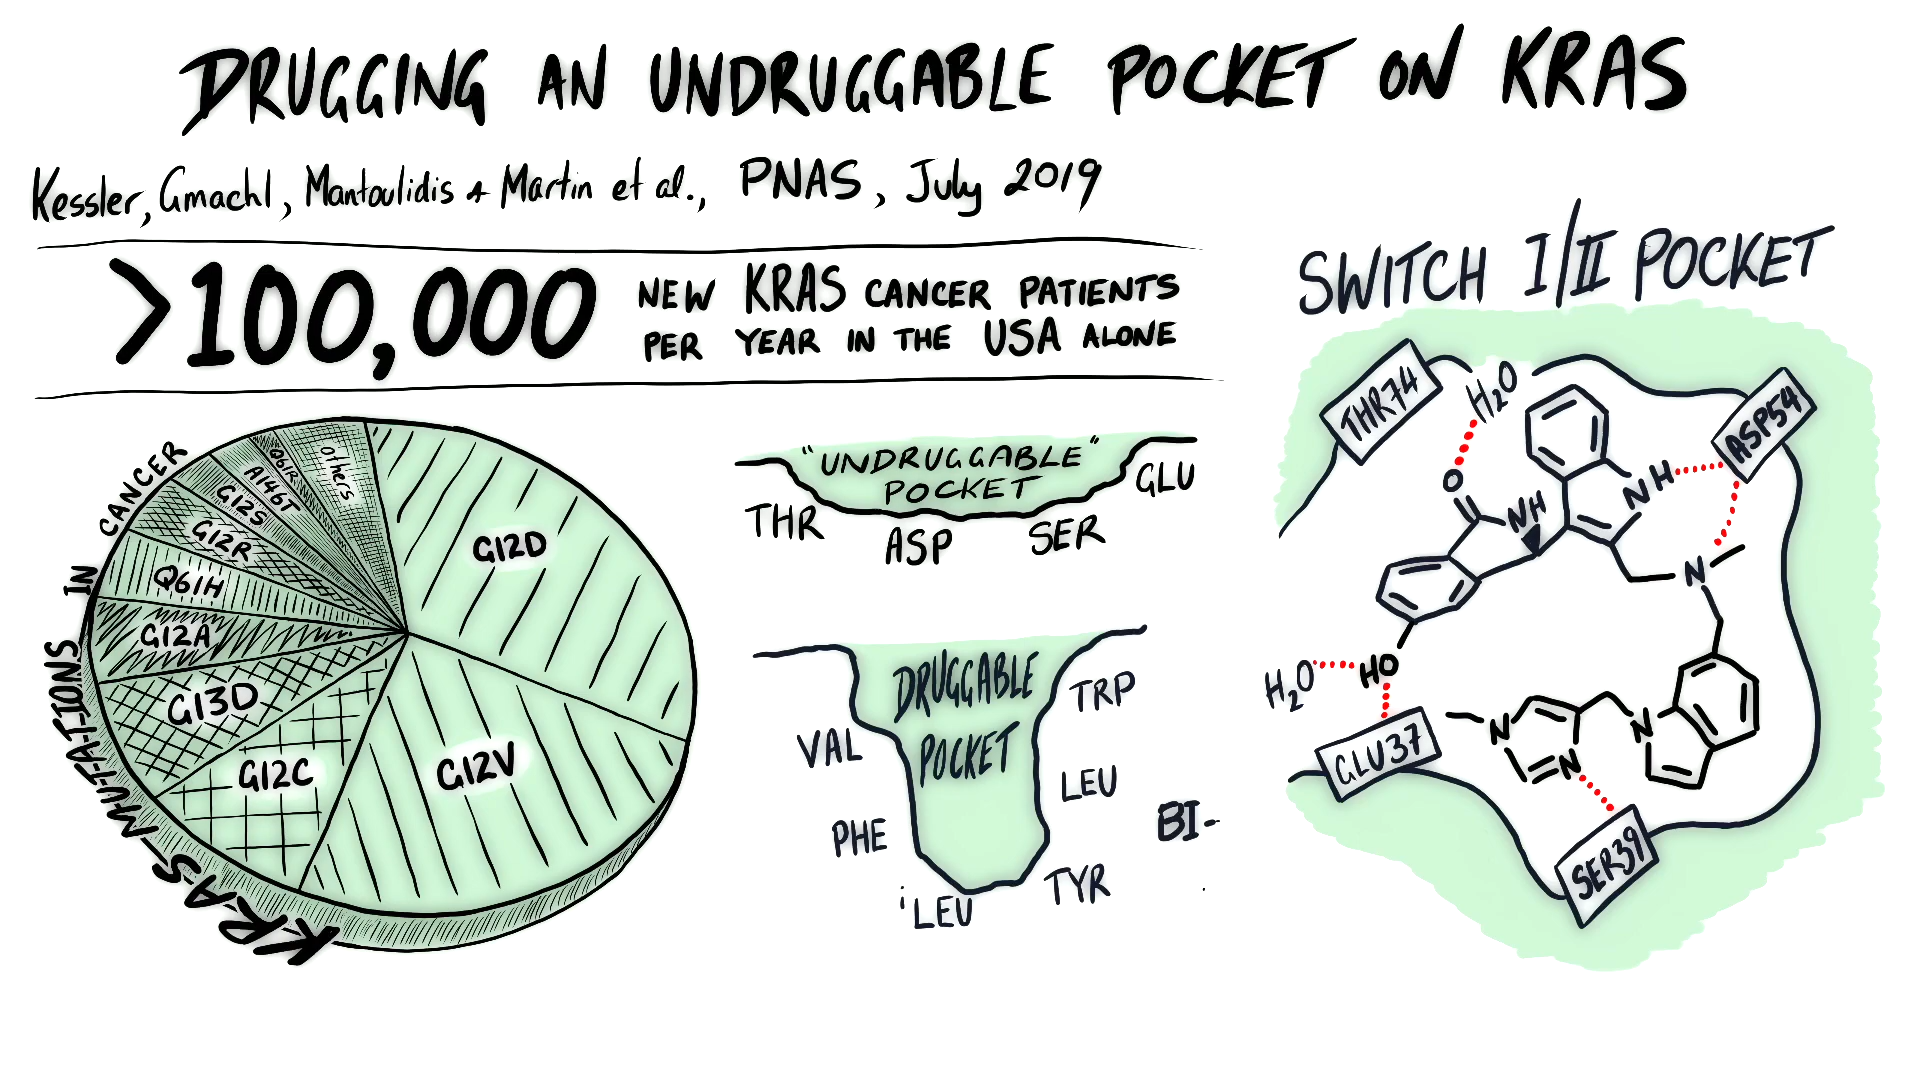 DRUGGING AN UNDRUGGABLE POCKET ON KRAS
Kessler, Gmachl, Mantoulidis & Martin et al., PNAS, July 2019
>100,000
NEW KRAS CANCER PATIENTS
PER YEAR IN THE USA ALONE
KRAS MUTATIONS IN CANCER
G12D
G12V
G12C
G13D
G12A
Q61H
G12R
G12S
A146T
Q61R
others
"UNDRUGGABLE"
POCKET
THR
ASP
SER
GLU
DRUGGABLE
POCKET
VAL
PHE
iLEU
TYR
LEU
TRP
BI-
SWITCH I/II POCKET
THR74
H₂O
ASP54
O
NH
NH
N
H₂O
HO
GLU37
N
N
N
SER39